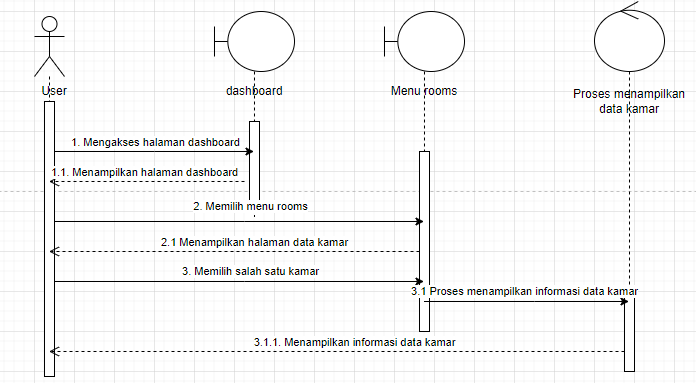 User
dashboard
Menu rooms
Proses menampilkan
data kamar
1. Mengakses halaman dashboard
1.1. Menampilkan halaman dashboard
2. Memilih menu rooms
2.1 Menampilkan halaman data kamar
3. Memilih salah satu kamar
3.1 Proses menampilkan informasi data kamar
3.1.1. Menampilkan informasi data kamar